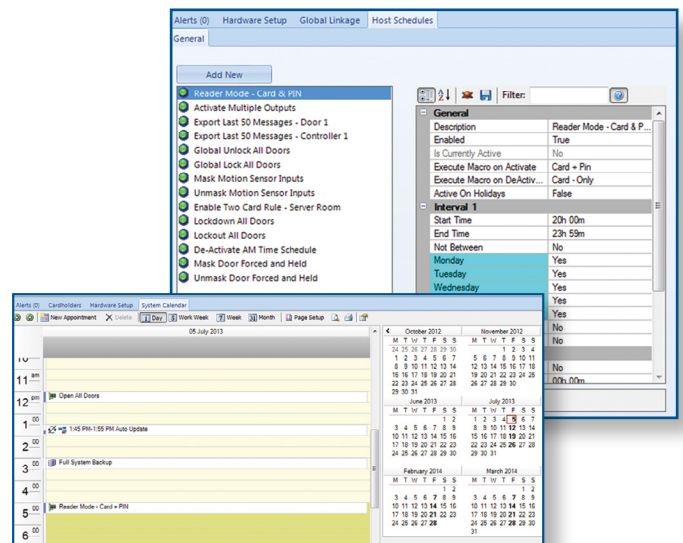 Alerts (0) Hardware Setup Global Linkage Host Schedules
General
Add New
Reader Mode - Card & PIN
Activate Multiple Outputs
Export Last 50 Messages - Door 1
Export Last 50 Messages - Controller 1
Global Unlock All Doors
Global Lock All Doors
Mask Motion Sensor Inputs
Unmask Motion Sensor Inputs
Enable Two Card Rule - Server Room
Lockdown All Doors
Lockout All Doors
De-Activate AM Time Schedule
Mask Door Forced and Held
Unmask Door Forced and Held
Filter:
General
Description Reader Mode - Card & P...
Enabled True
Is Currently Active No
Execute Macro on Activate Card + Pin
Execute Macro on DeActiv... Card - Only
Active On Holidays False
Interval 1
Start Time 20h 00m
End Time 23h 59m
Not Between No
Monday Yes
Tuesday Yes
Wednesday Yes
Yes
Yes
No
No
No
00h 00m
Alerts (0) Cardholders Hardware Setup System Calendar
New Appointment Delete Day Work Week Week Month Page Setup
05 July 2013
11 am
12 pm Open All Doors
1 00 1:45 PM-1:55 PM Auto Update
2 00
3 00 Full System Backup
4 00
5 00 Reader Mode - Card + PIN
6 00
October 2012
M T W T F S S
24 25 26 27 28 29 30
1 2 3 4 5 6 7
8 9 10 11 12 13 14
15 16 17 18 19 20 21
22 23 24 25 26 27 28
29 30 31
November 2012
M T W T F S S
1 2 3 4
5 6 7 8 9 10 11
12 13 14 15 16 17 18
19 20 21 22 23 24 25
26 27 28 29 30
June 2013
M T W T F S S
1 2
3 4 5 6 7 8 9
10 11 12 13 14 15 16
17 18 19 20 21 22 23
24 25 26 27 28 29 30
July 2013
M T W T F S S
1 2 3 4 5 6 7
8 9 10 11 12 13 14
15 16 17 18 19 20 21
22 23 24 25 26 27 28
29 30 31
February 2014
M T W T F S S
1 2
3 4 5 6 7 8 9
10 11 12 13 14 15 16
17 18 19 20 21 22 23
24 25 26 27 28
March 2014
M T W T F S S
1 2
3 4 5 6 7 8 9
10 11 12 13 14 15 16
17 18 19 20 21 22 23
24 25 26 27 28 29 30
31